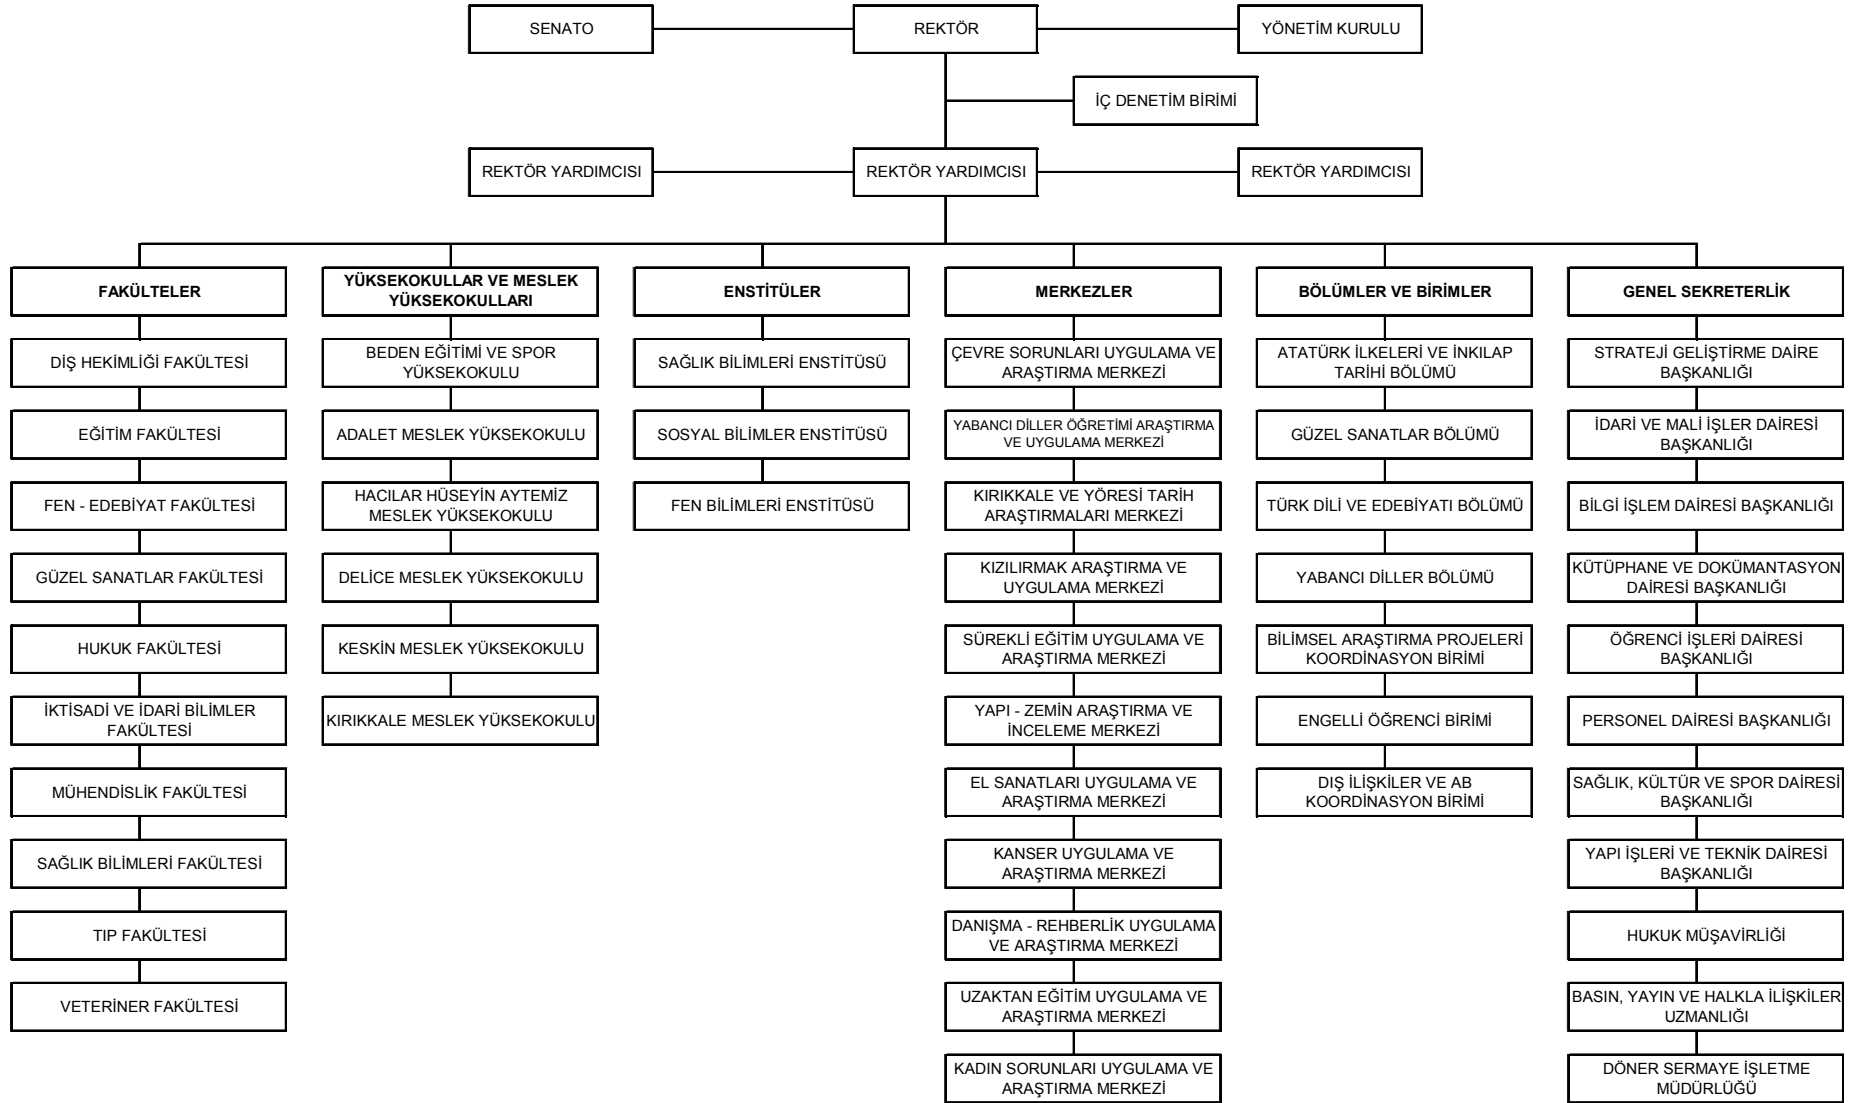 SENATO
REKTÖR
YÖNETİM KURULU
İÇ DENETİM BİRİMİ
REKTÖR YARDIMCISI
REKTÖR YARDIMCISI
REKTÖR YARDIMCISI
FAKÜLTELER
DİŞ HEKİMLİĞİ FAKÜLTESİ
EĞİTİM FAKÜLTESİ
FEN - EDEBİYAT FAKÜLTESİ
GÜZEL SANATLAR FAKÜLTESİ
HUKUK FAKÜLTESİ
İKTİSADİ VE İDARİ BİLİMLER
FAKÜLTESİ
MÜHENDİSLİK FAKÜLTESİ
SAĞLIK BİLİMLERİ FAKÜLTESİ
TIP FAKÜLTESİ
VETERİNER FAKÜLTESİ
YÜKSEKOKULLAR VE MESLEK
YÜKSEKOKULLARI
BEDEN EĞİTİMİ VE SPOR
YÜKSEKOKULU
ADALET MESLEK YÜKSEKOKULU
HACILAR HÜSEYİN AYTEMİZ
MESLEK YÜKSEKOKULU
DELİCE MESLEK YÜKSEKOKULU
KESKİN MESLEK YÜKSEKOKULU
KIRIKKALE MESLEK YÜKSEKOKULU
ENSTİTÜLER
SAĞLIK BİLİMLERİ ENSTİTÜSÜ
SOSYAL BİLİMLER ENSTİTÜSÜ
FEN BİLİMLERİ ENSTİTÜSÜ
MERKEZLER
ÇEVRE SORUNLARI UYGULAMA VE
ARAŞTIRMA MERKEZİ
YABANCI DİLLER ÖĞRETİMİ ARAŞTIRMA
VE UYGULAMA MERKEZİ
KIRIKKALE VE YÖRESİ TARİH
ARAŞTIRMALARI MERKEZİ
KIZILIRMAK ARAŞTIRMA VE
UYGULAMA MERKEZİ
SÜREKLİ EĞİTİM UYGULAMA VE
ARAŞTIRMA MERKEZİ
YAPI - ZEMİN ARAŞTIRMA VE
İNCELEME MERKEZİ
EL SANATLARI UYGULAMA VE
ARAŞTIRMA MERKEZİ
KANSER UYGULAMA VE
ARAŞTIRMA MERKEZİ
DANIŞMA - REHBERLİK UYGULAMA
VE ARAŞTIRMA MERKEZİ
UZAKTAN EĞİTİM UYGULAMA VE
ARAŞTIRMA MERKEZİ
KADIN SORUNLARI UYGULAMA VE
ARAŞTIRMA MERKEZİ
BÖLÜMLER VE BİRİMLER
ATATÜRK İLKELERİ VE İNKILAP
TARİHİ BÖLÜMÜ
GÜZEL SANATLAR BÖLÜMÜ
TÜRK DİLİ VE EDEBİYATI BÖLÜMÜ
YABANCI DİLLER BÖLÜMÜ
BİLİMSEL ARAŞTIRMA PROJELERİ
KOORDİNASYON BİRİMİ
ENGELLİ ÖĞRENCİ BİRİMİ
DIŞ İLİŞKİLER VE AB
KOORDİNASYON BİRİMİ
GENEL SEKRETERLİK
STRATEJİ GELİŞTİRME DAİRE
BAŞKANLIĞI
İDARİ VE MALİ İŞLER DAİRESİ
BAŞKANLIĞI
BİLGİ İŞLEM DAİRESİ BAŞKANLIĞI
KÜTÜPHANE VE DOKÜMANTASYON
DAİRESİ BAŞKANLIĞI
ÖĞRENCİ İŞLERİ DAİRESİ
BAŞKANLIĞI
PERSONEL DAİRESİ BAŞKANLIĞI
SAĞLIK, KÜLTÜR VE SPOR DAİRESİ
BAŞKANLIĞI
YAPI İŞLERİ VE TEKNİK DAİRESİ
BAŞKANLIĞI
HUKUK MÜŞAVİRLİĞİ
BASIN, YAYIN VE HALKLA İLİŞKİLER
UZMANLIĞI
DÖNER SERMAYE İŞLETME
MÜDÜRLÜĞÜ